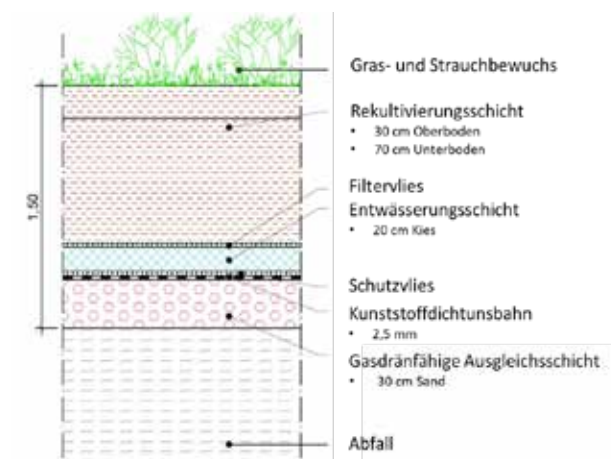 Gras- und Strauchbewuchs
Rekultivierungsschicht
• 30 cm Oberboden
• 70 cm Unterboden
Filtervlies
Entwässerungsschicht
• 20 cm Kies
1,50
Schutzvlies
Kunststoffdichtunsbahn
• 2,5 mm
Gasdränfähige Ausgleichsschicht
• 30 cm Sand
Abfall